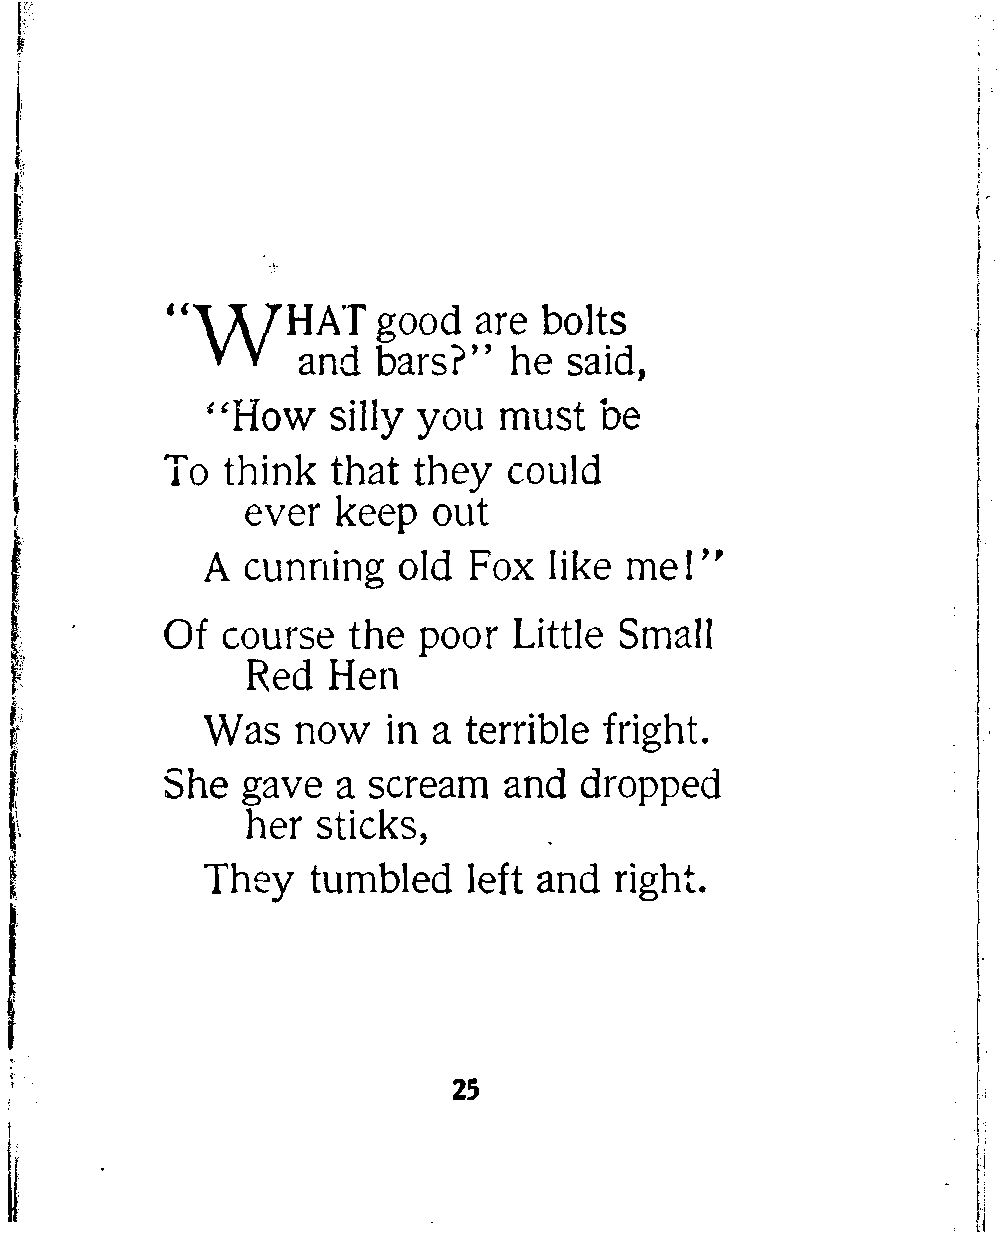 “WHAT good are bolts
and bars?” he said,
“How silly you must be
To think that they could
ever keep out
A cunning old Fox like me!”
Of course the poor Little Small
Red Hen
Was now in a terrible fright.
She gave a scream and dropped
her sticks,
They tumbled left and right.
25